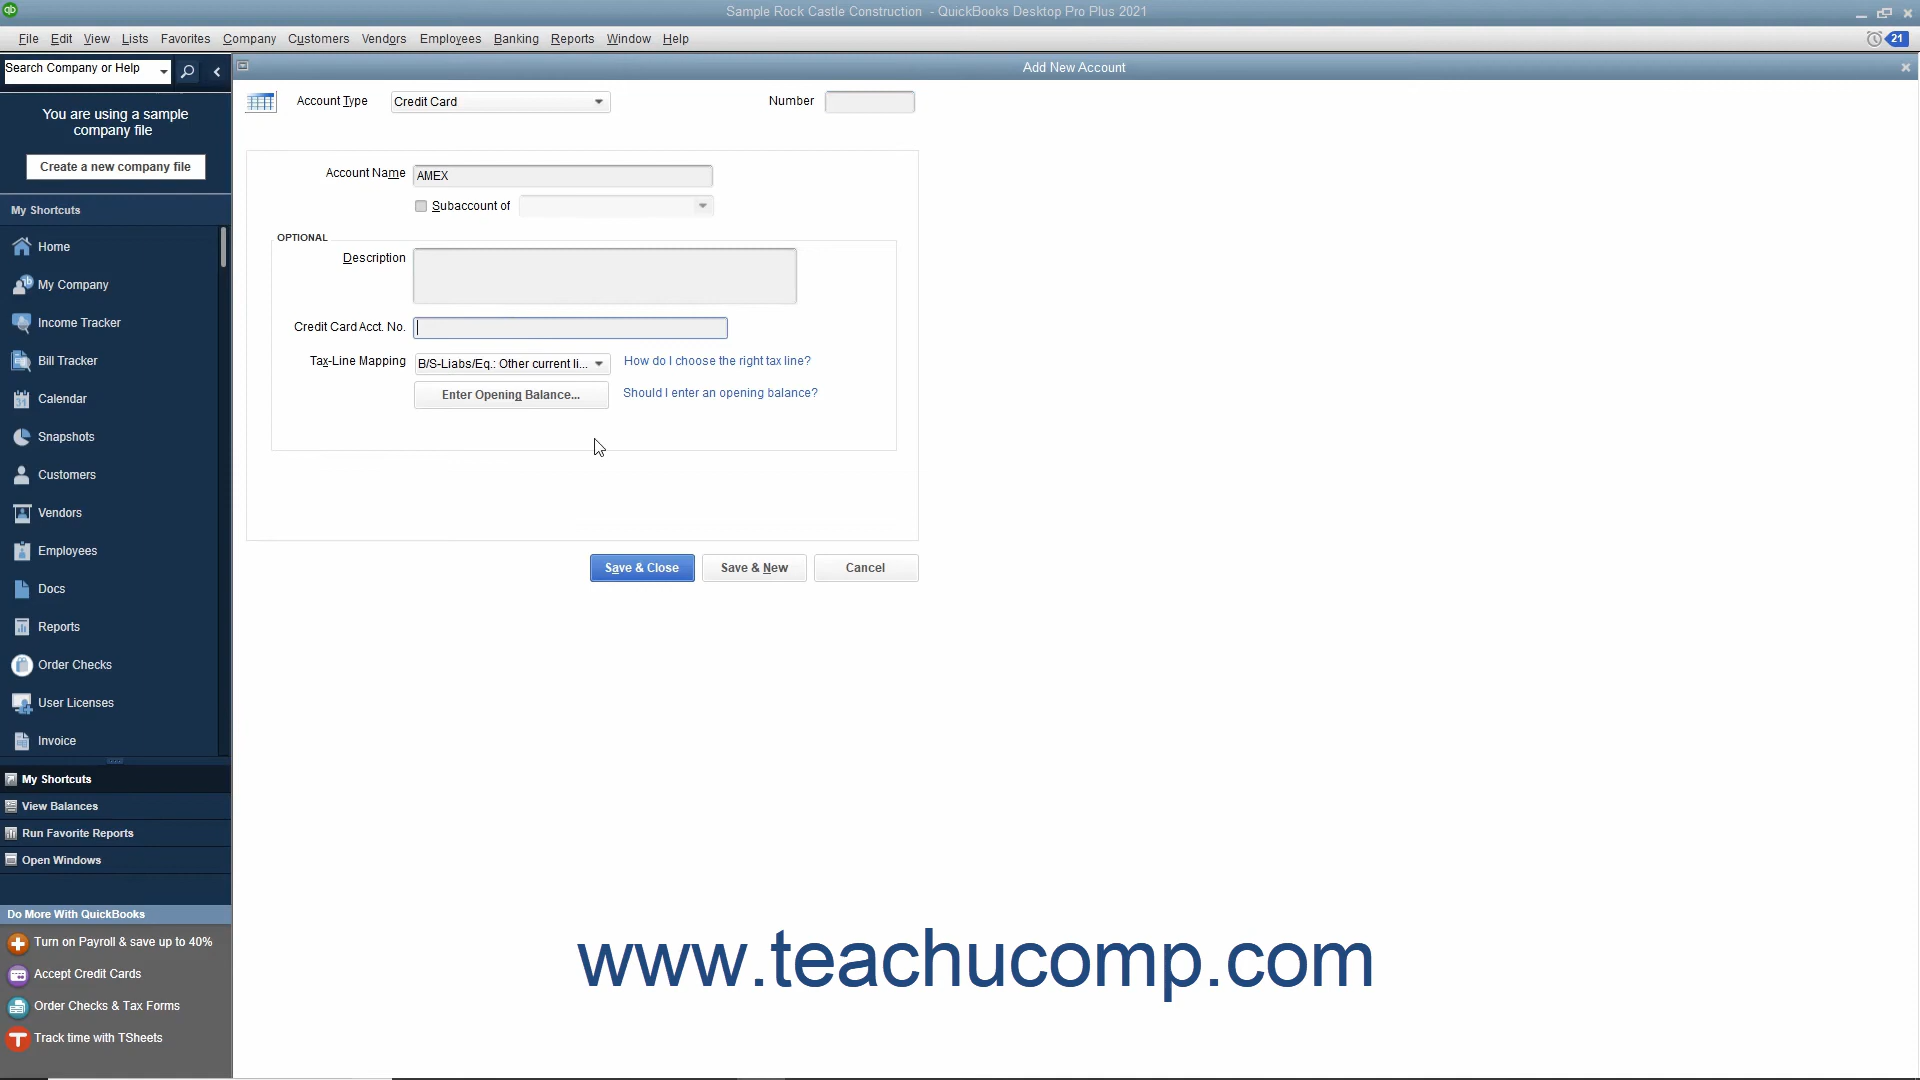 Sample Rock Castle Construction - QuickBooks Desktop Pro Plus 2021
File Edit View Lists Favorites Company Customers Vendors Employees Banking Reports Window Help
21
Search Company or Help
Add New Account
You are using a sample
company file
Create a new company file
My Shortcuts
Home
My Company
Income Tracker
Bill Tracker
Calendar
Snapshots
Customers
Vendors
Employees
Docs
Reports
Order Checks
User Licenses
Invoice
My Shortcuts
View Balances
Run Favorite Reports
Open Windows
Do More With QuickBooks
Turn on Payroll & save up to 40%
Accept Credit Cards
Order Checks & Tax Forms
Track time with TSheets
Account Type Credit Card Number
Account Name AMEX
Subaccount of
OPTIONAL
Description
Credit Card Acct. No.
Tax-Line Mapping B/S-Liabs/Eq.: Other current li... How do I choose the right tax line?
Enter Opening Balance... Should I enter an opening balance?
Save & Close Save & New Cancel
www.teachucomp.com